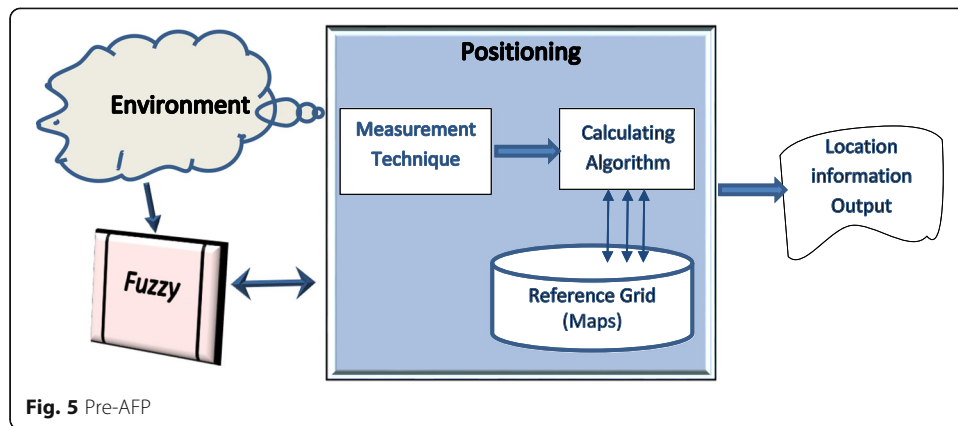 Positioning
Environment
Measurement
Technique
Calculating
Algorithm
Location
information
Output
Fuzzy
Reference Grid
(Maps)
Fig. 5 Pre-AFP